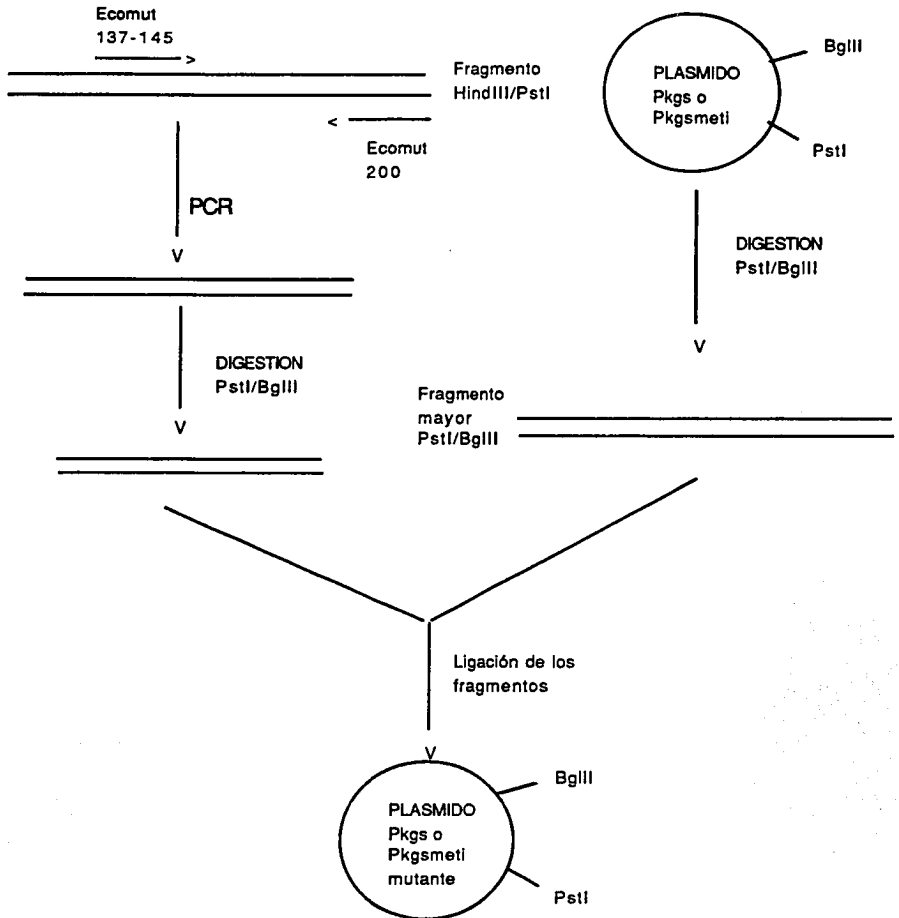 Ecomut
137-145
>
Fragmento
HindIII/PstI
<
Ecomut
200
PCR
V
DIGESTION
PstI/BglII
V
PLASMIDO
Pkgs o
Pkgsmeti
BglII
PstI
DIGESTION
PstI/BglII
V
Fragmento
mayor
PstI/BglII
Ligación de los
fragmentos
V
PLASMIDO
Pkgs o
Pkgsmeti
mutante
BglII
PstI